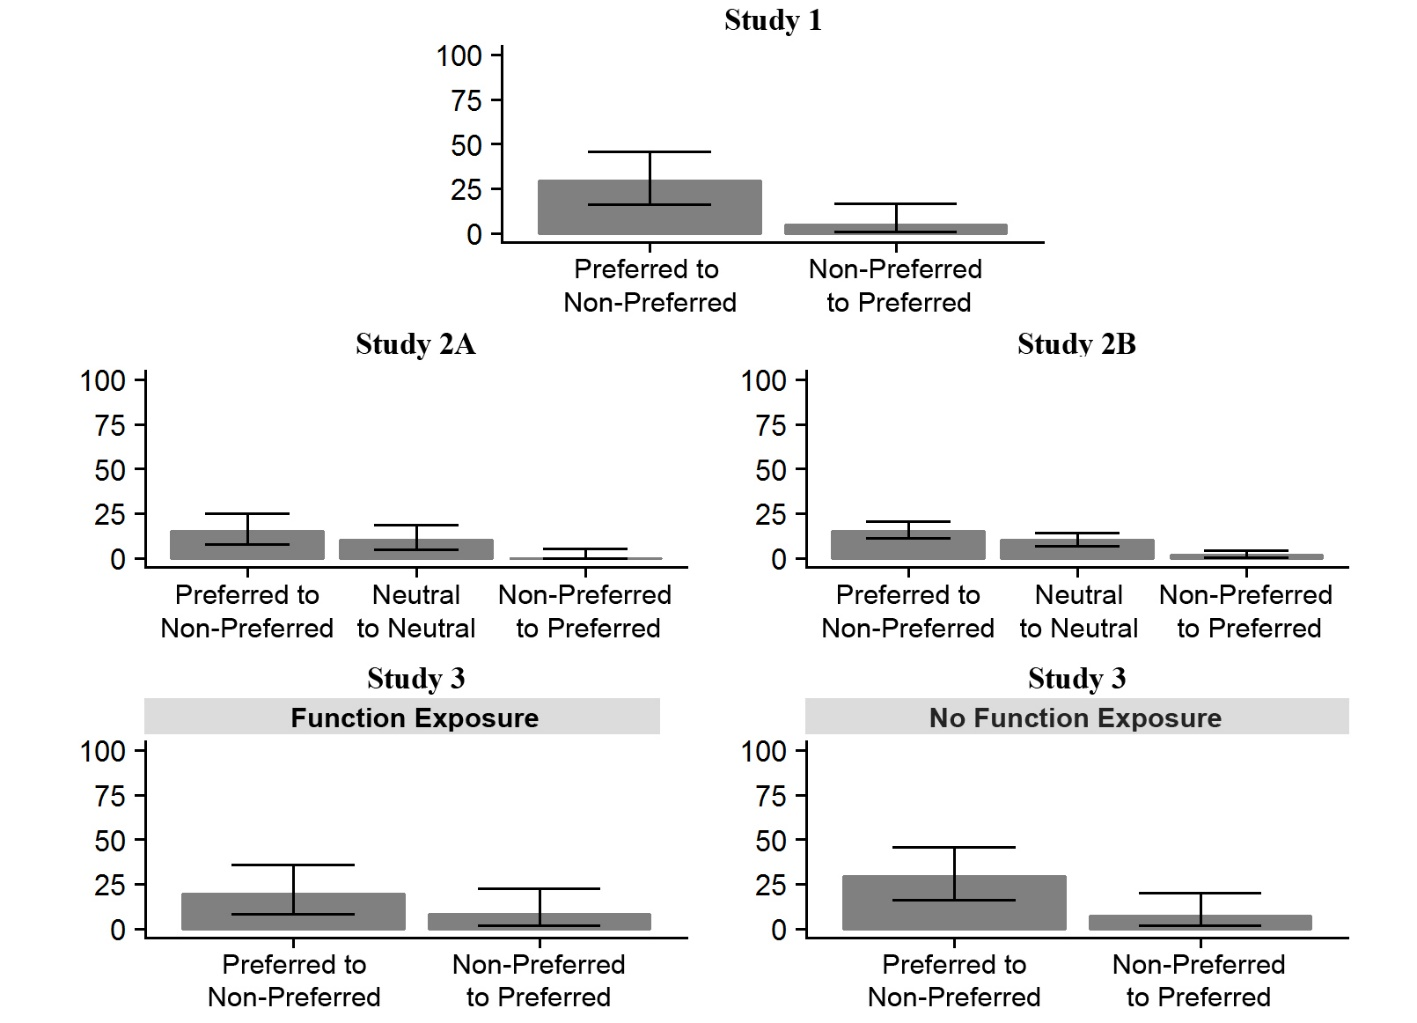 Study 1
100
75
50
25
0
Preferred to
Non-Preferred
Non-Preferred
to Preferred
Study 2A
100
75
50
25
0
Preferred to
Non-Preferred
Neutral
to Neutral
Non-Preferred
to Preferred
Study 2B
100
75
50
25
0
Preferred to
Non-Preferred
Neutral
to Neutral
Non-Preferred
to Preferred
Study 3
Function Exposure
100
75
50
25
0
Preferred to
Non-Preferred
Non-Preferred
to Preferred
Study 3
No Function Exposure
100
75
50
25
0
Preferred to
Non-Preferred
Non-Preferred
to Preferred